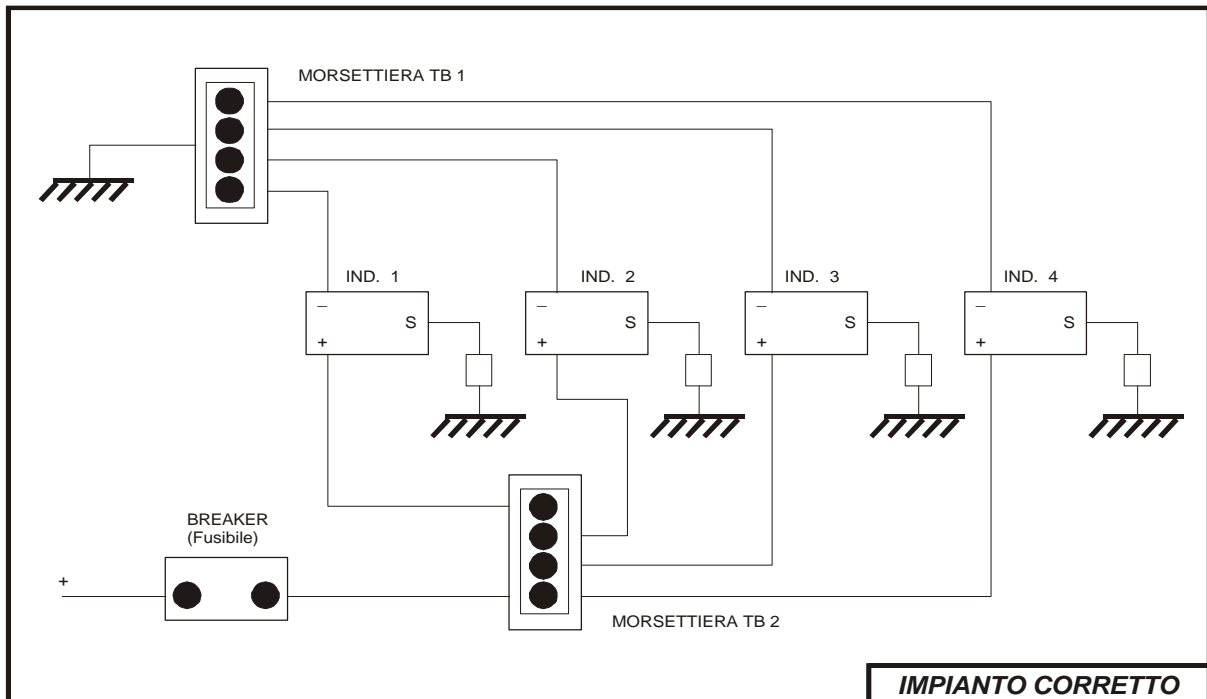 MORSETTIERA TB 1
IND. 1
IND. 2
IND. 3
IND. 4
–
S
+
–
S
+
–
S
+
–
S
+
BREAKER
(Fusibile)
+
MORSETTIERA TB 2
IMPIANTO CORRETTO